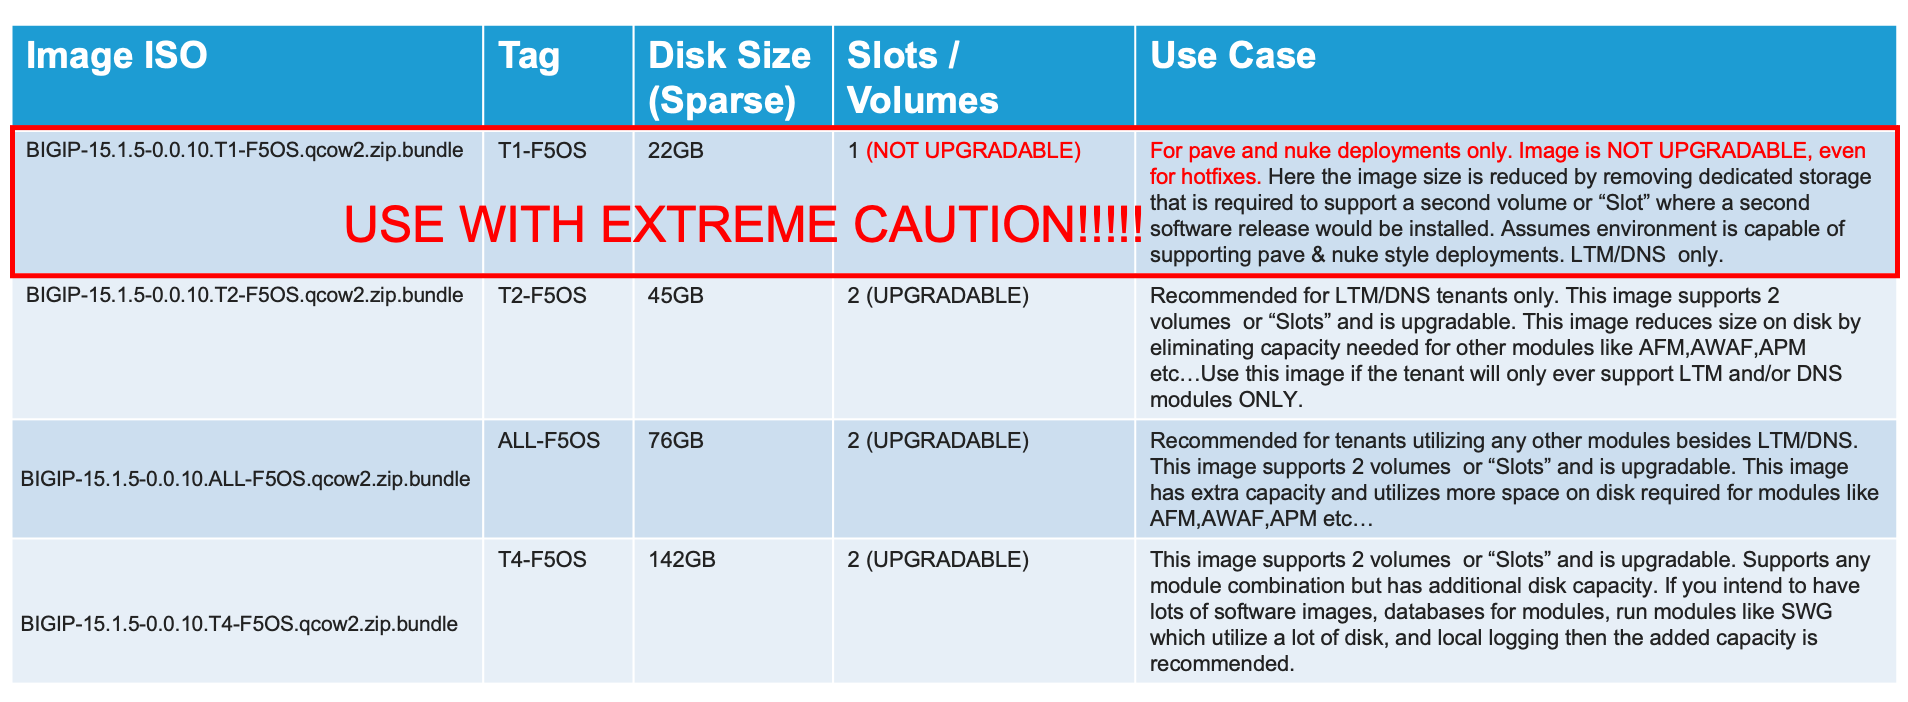 Image ISO
Tag
Disk Size
(Sparse)
Slots /
Volumes
Use Case
BIGIP-15.1.5-0.0.10.T1-F5OS.qcow2.zip.bundle
T1-F5OS
22GB
1 (NOT UPGRADABLE)
For pave and nuke deployments only. Image is NOT UPGRADABLE, even
for hotfixes. Here the image size is reduced by removing dedicated storage
that is required to support a second volume or “Slot” where a second
software release would be installed. Assumes environment is capable of
supporting pave & nuke style deployments. LTM/DNS  only.
USE WITH EXTREME CAUTION!!!!!
BIGIP-15.1.5-0.0.10.T2-F5OS.qcow2.zip.bundle
T2-F5OS
45GB
2 (UPGRADABLE)
Recommended for LTM/DNS tenants only. This image supports 2
volumes  or “Slots” and is upgradable. This image reduces size on disk by
eliminating capacity needed for other modules like AFM,AWAF,APM
etc…Use this image if the tenant will only ever support LTM and/or DNS
modules ONLY.
BIGIP-15.1.5-0.0.10.ALL-F5OS.qcow2.zip.bundle
ALL-F5OS
76GB
2 (UPGRADABLE)
Recommended for tenants utilizing any other modules besides LTM/DNS.
This image supports 2 volumes  or “Slots” and is upgradable. This image
has extra capacity and utilizes more space on disk required for modules like
AFM,AWAF,APM etc…
BIGIP-15.1.5-0.0.10.T4-F5OS.qcow2.zip.bundle
T4-F5OS
142GB
2 (UPGRADABLE)
This image supports 2 volumes  or “Slots” and is upgradable. Supports any
module combination but has additional disk capacity. If you intend to have
lots of software images, databases for modules, run modules like SWG
which utilize a lot of disk, and local logging then the added capacity is
recommended.